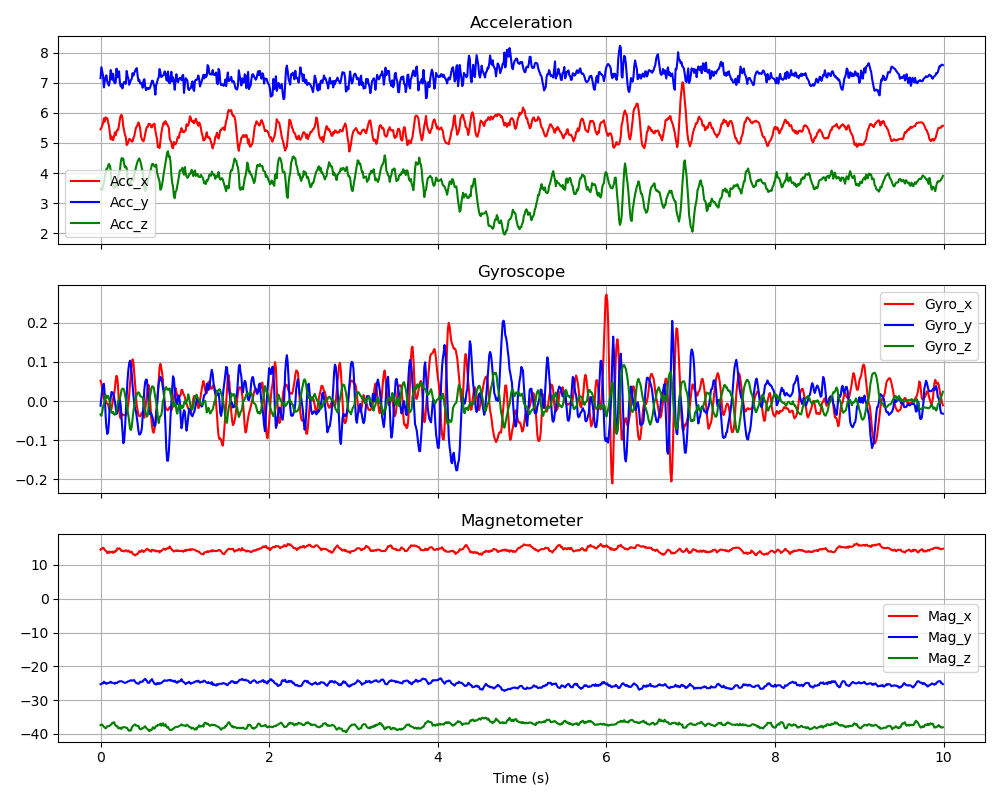 Acceleration
8
7
6
5
4
3
2
Acc_x
Acc_y
Acc_z
Gyroscope
0.2
0.1
0.0
−0.1
−0.2
Gyro_x
Gyro_y
Gyro_z
Magnetometer
10
0
−10
−20
−30
−40
Mag_x
Mag_y
Mag_z
0 2 4 6 8 10
Time (s)